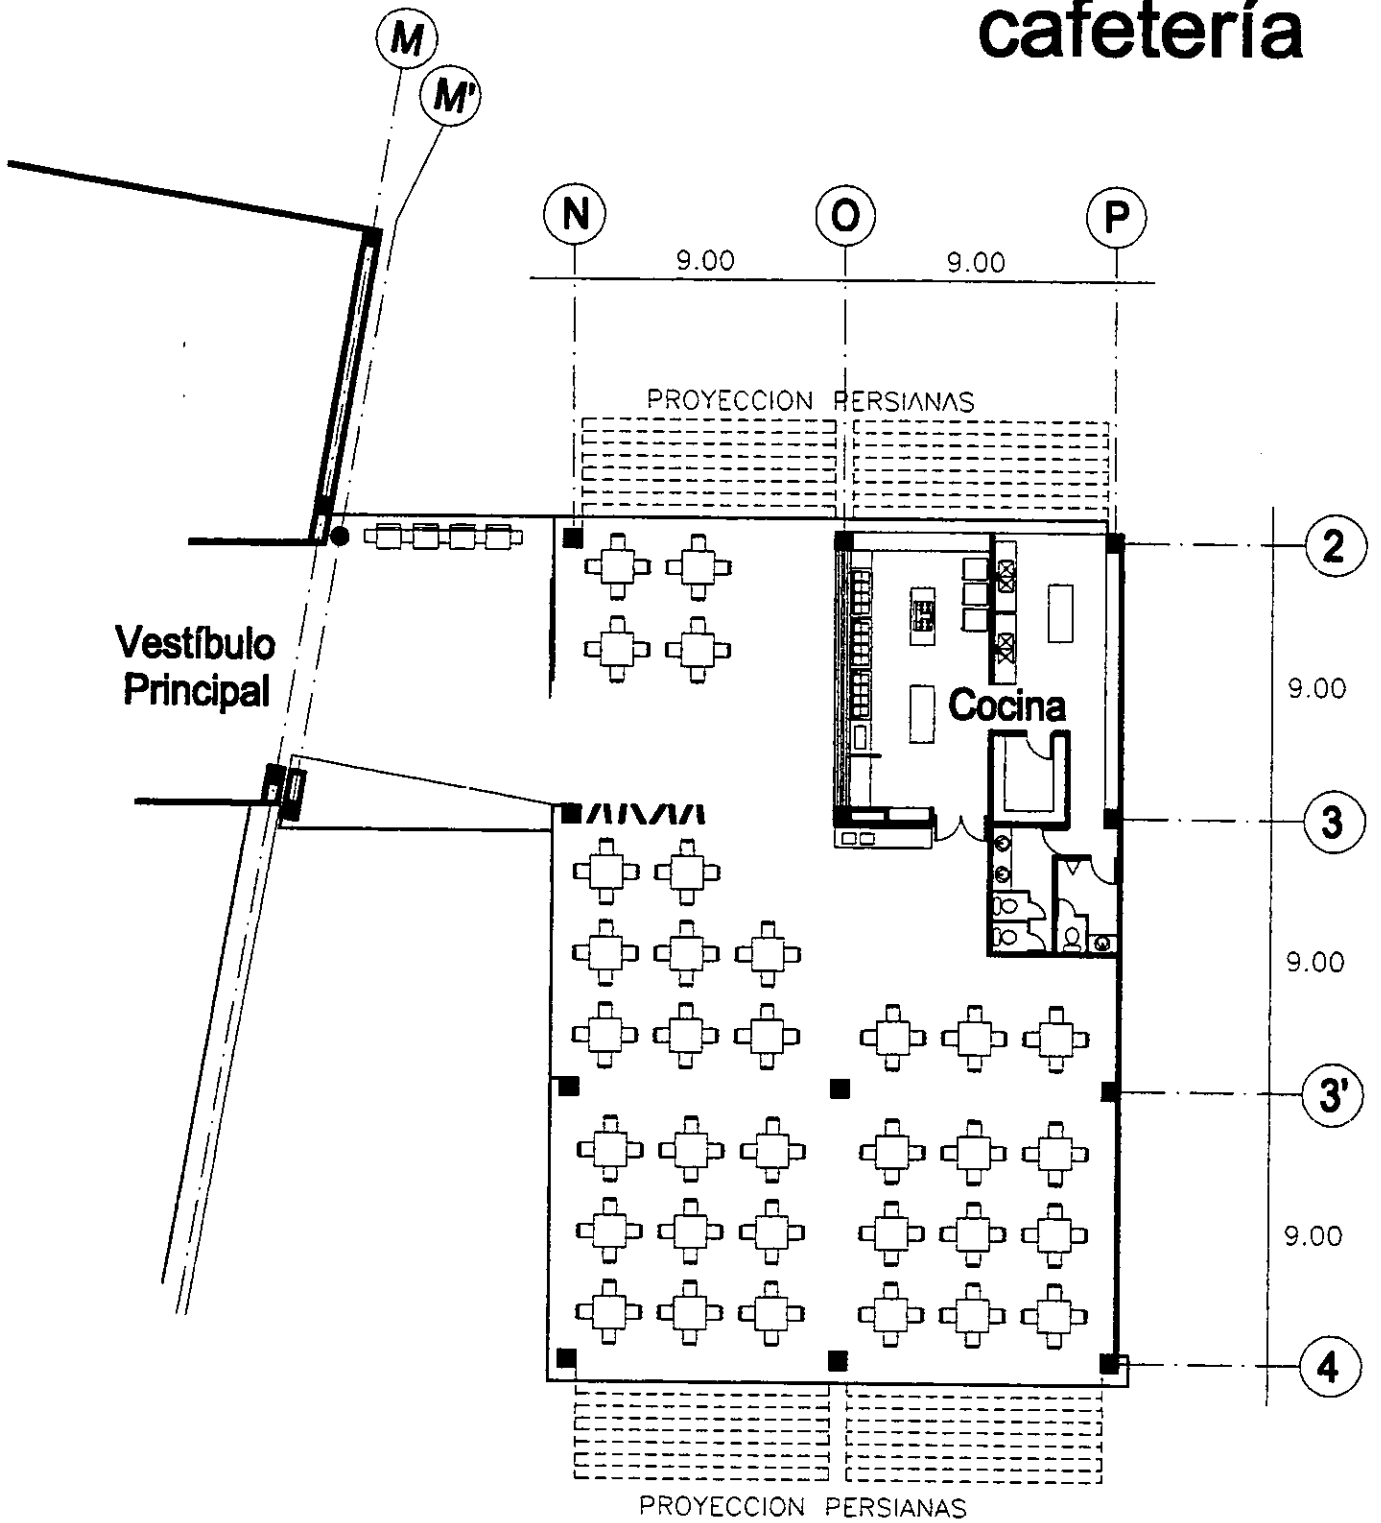 cafetería
M
M'
N
O
P
9.00
9.00
PROYECCION PERSIANAS
2
Vestíbulo
Principal
Cocina
9.00
3
9.00
3'
9.00
4
PROYECCION PERSIANAS